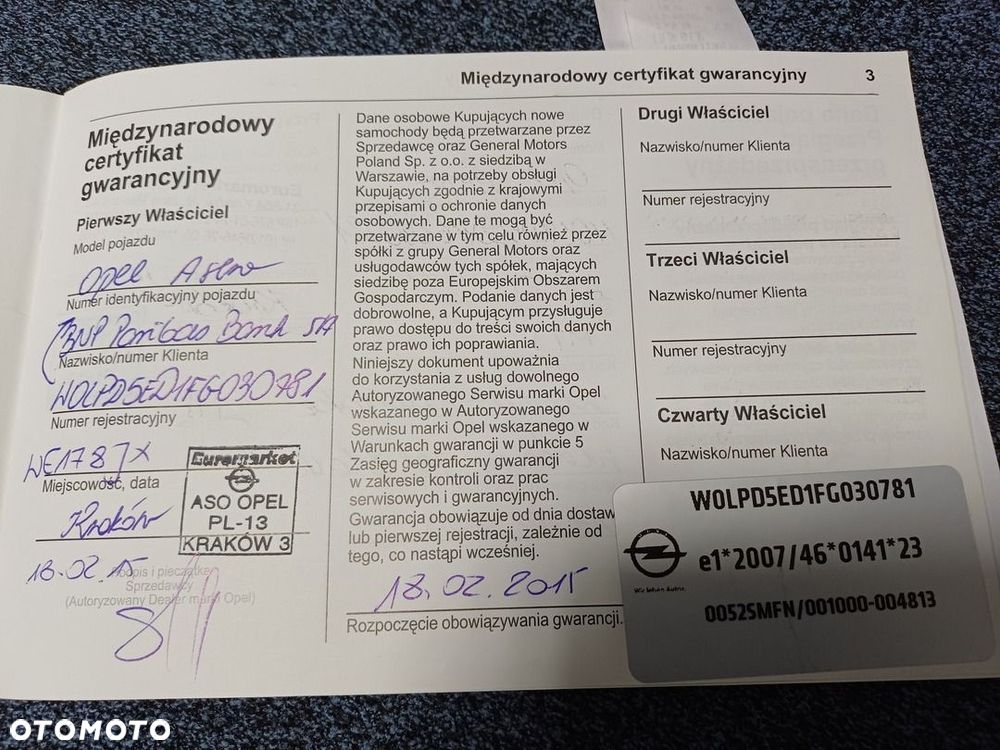 Międzynarodowy certyfikat gwarancyjny 3
Międzynarodowy
certyfikat
gwarancyjny
Pierwszy Właściciel
Model pojazdu
Opel Astra
Numer identyfikacyjny pojazdu
BNP Paribas Bank SA
Nazwisko/numer Klienta
W0LPD5ED1FG030781
Numer rejestracyjny
WE1787X
Miejscowość, data
Kraków
18.02.15
Euromarket
ASO OPEL
PL-13
KRAKÓW 3
Podpis i pieczątka
Sprzedawcy
(Autoryzowany Dealer marki Opel)
Dane osobowe Kupujących nowe
samochody będą przetwarzane przez
Sprzedawcę oraz General Motors
Poland Sp. z o.o. z siedzibą w
Warszawie, na potrzeby obsługi
Kupujących zgodnie z krajowymi
przepisami o ochronie danych
osobowych. Dane te mogą być
przetwarzane w tym celu również przez
spółki z grupy General Motors oraz
usługodawców tych spółek, mających
siedzibę poza Europejskim Obszarem
Gospodarczym. Podanie danych jest
dobrowolne, a Kupującym przysługuje
prawo dostępu do treści swoich danych
oraz prawo ich poprawiania.
Niniejszy dokument upoważnia
do korzystania z usług dowolnego
Autoryzowanego Serwisu marki Opel
wskazanego w Autoryzowanego
Serwisu marki Opel wskazanego w
Warunkach gwarancji w punkcie 5
Zasięg geograficzny gwarancji
w zakresie kontroli oraz prac
serwisowych i gwarancyjnych.
Gwarancja obowiązuje od dnia dostaw
lub pierwszej rejestracji, zależnie od
tego, co nastąpi wcześniej.
18.02.2015
Rozpoczęcie obowiązywania gwarancji.
Drugi Właściciel
Nazwisko/numer Klienta
Numer rejestracyjny
Trzeci Właściciel
Nazwisko/numer Klienta
Numer rejestracyjny
Czwarty Właściciel
Nazwisko/numer Klienta
W0LPD5ED1FG030781
e1*2007/46*0141*23
Wir leben Autos.
0052SMFN/001000-004813
OTOMOTO